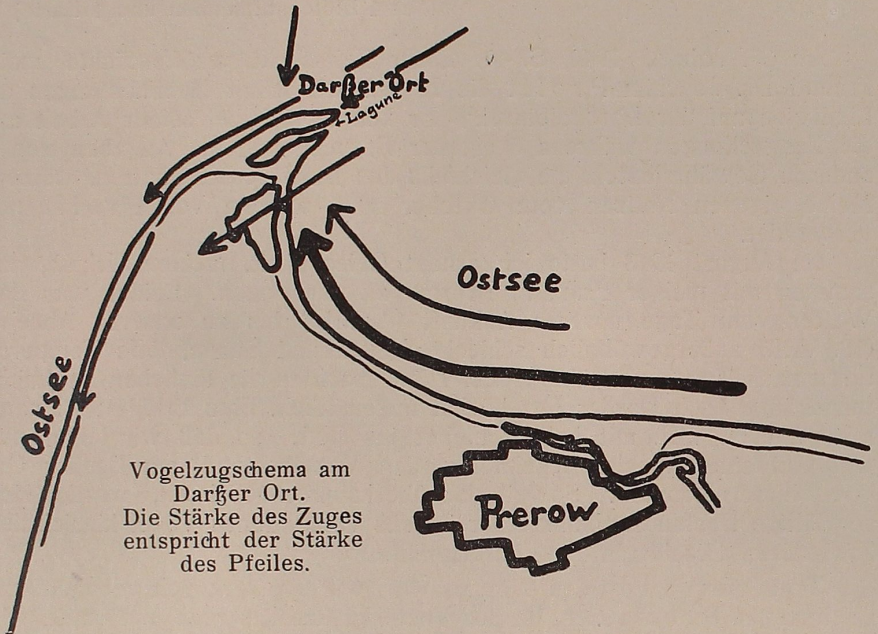 Darßer Ort
Lagune
Ostsee
Ostsee
Prerow
Vogelzugschema am
Darßer Ort.
Die Stärke des Zuges
entspricht der Stärke
des Pfeiles.